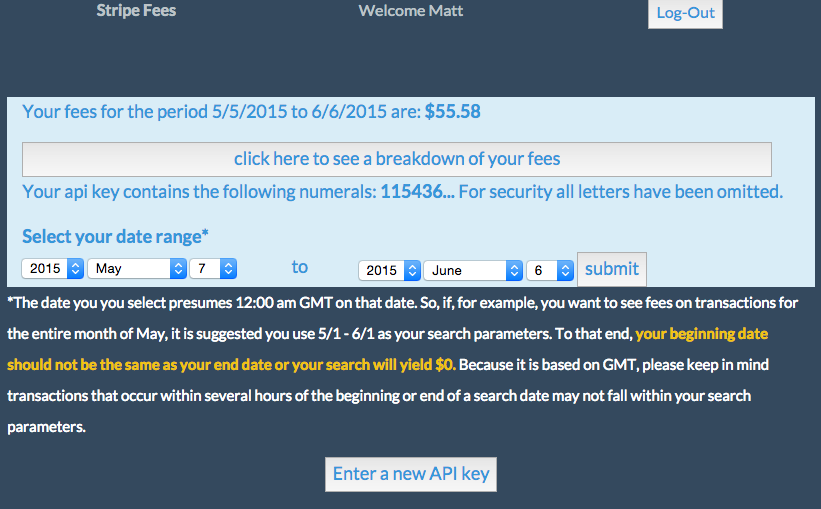 Stripe Fees Welcome Matt Log-Out
Your fees for the period 5/5/2015 to 6/6/2015 are: $55.58
click here to see a breakdown of your fees
Your api key contains the following numerals: 115436... For security all letters have been omitted.
Select your date range*
2015 May 7 to 2015 June 6 submit
*The date you you select presumes 12:00 am GMT on that date. So, if, for example, you want to see fees on transactions for
the entire month of May, it is suggested you use 5/1 - 6/1 as your search parameters. To that end, your beginning date
should not be the same as your end date or your search will yield $0. Because it is based on GMT, please keep in mind
transactions that occur within several hours of the beginning or end of a search date may not fall within your search
parameters.
Enter a new API key